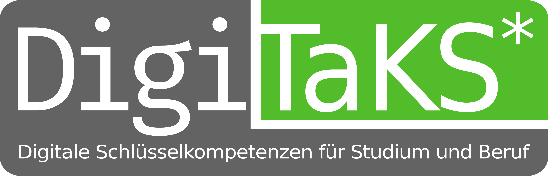 DigiTaKS*
Digitale Schlüsselkompetenzen für Studium und Beruf